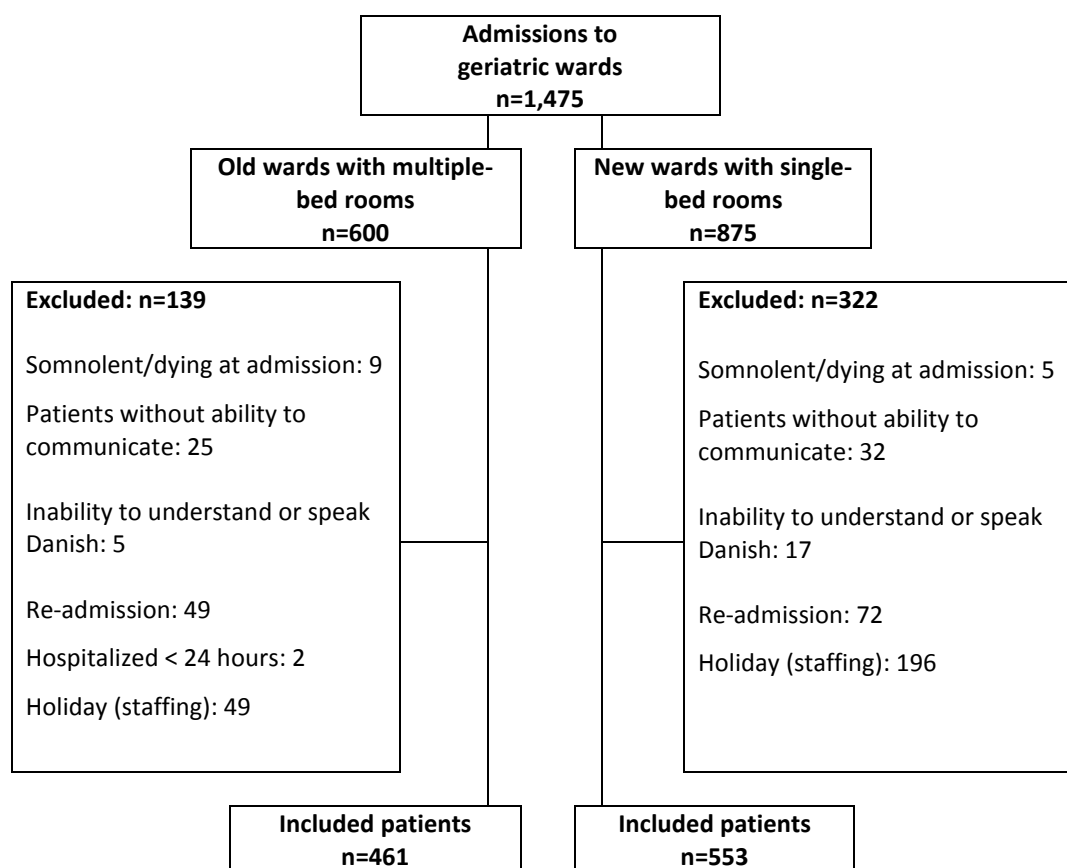 Admissions to
geriatric wards
n=1,475
Old wards with multiple-
bed rooms
n=600
New wards with single-
bed rooms
n=875
Excluded: n=139
Somnolent/dying at admission: 9
Patients without ability to
communicate: 25
Inability to understand or speak
Danish: 5
Re-admission: 49
Hospitalized < 24 hours: 2
Holiday (staffing): 49
Excluded: n=322
Somnolent/dying at admission: 5
Patients without ability to
communicate: 32
Inability to understand or speak
Danish: 17
Re-admission: 72
Holiday (staffing): 196
Included patients
n=461
Included patients
n=553